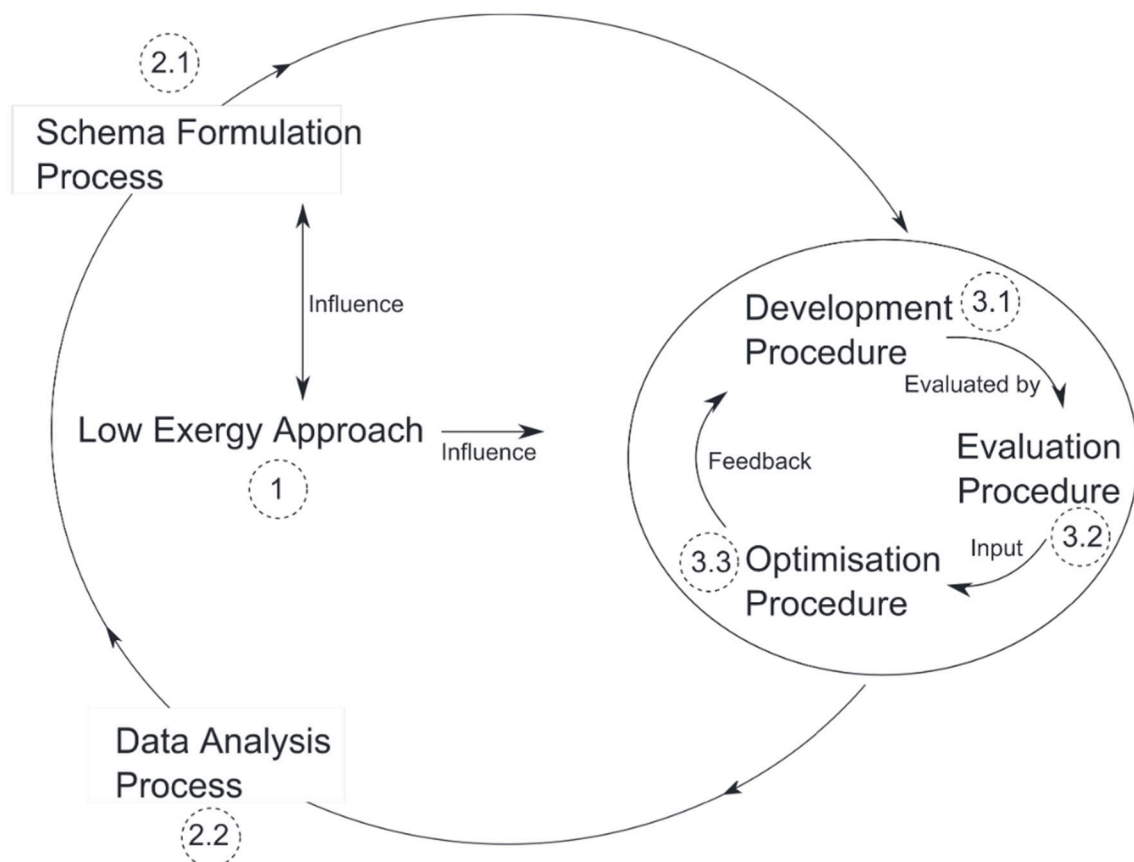 2.1
Schema Formulation
Process
Influence
Low Exergy Approach
Influence
1
Development
Procedure
3.1
Evaluated by
Evaluation
Procedure
3.2
Input
3.3
Optimisation
Procedure
Feedback
Data Analysis
Process
2.2